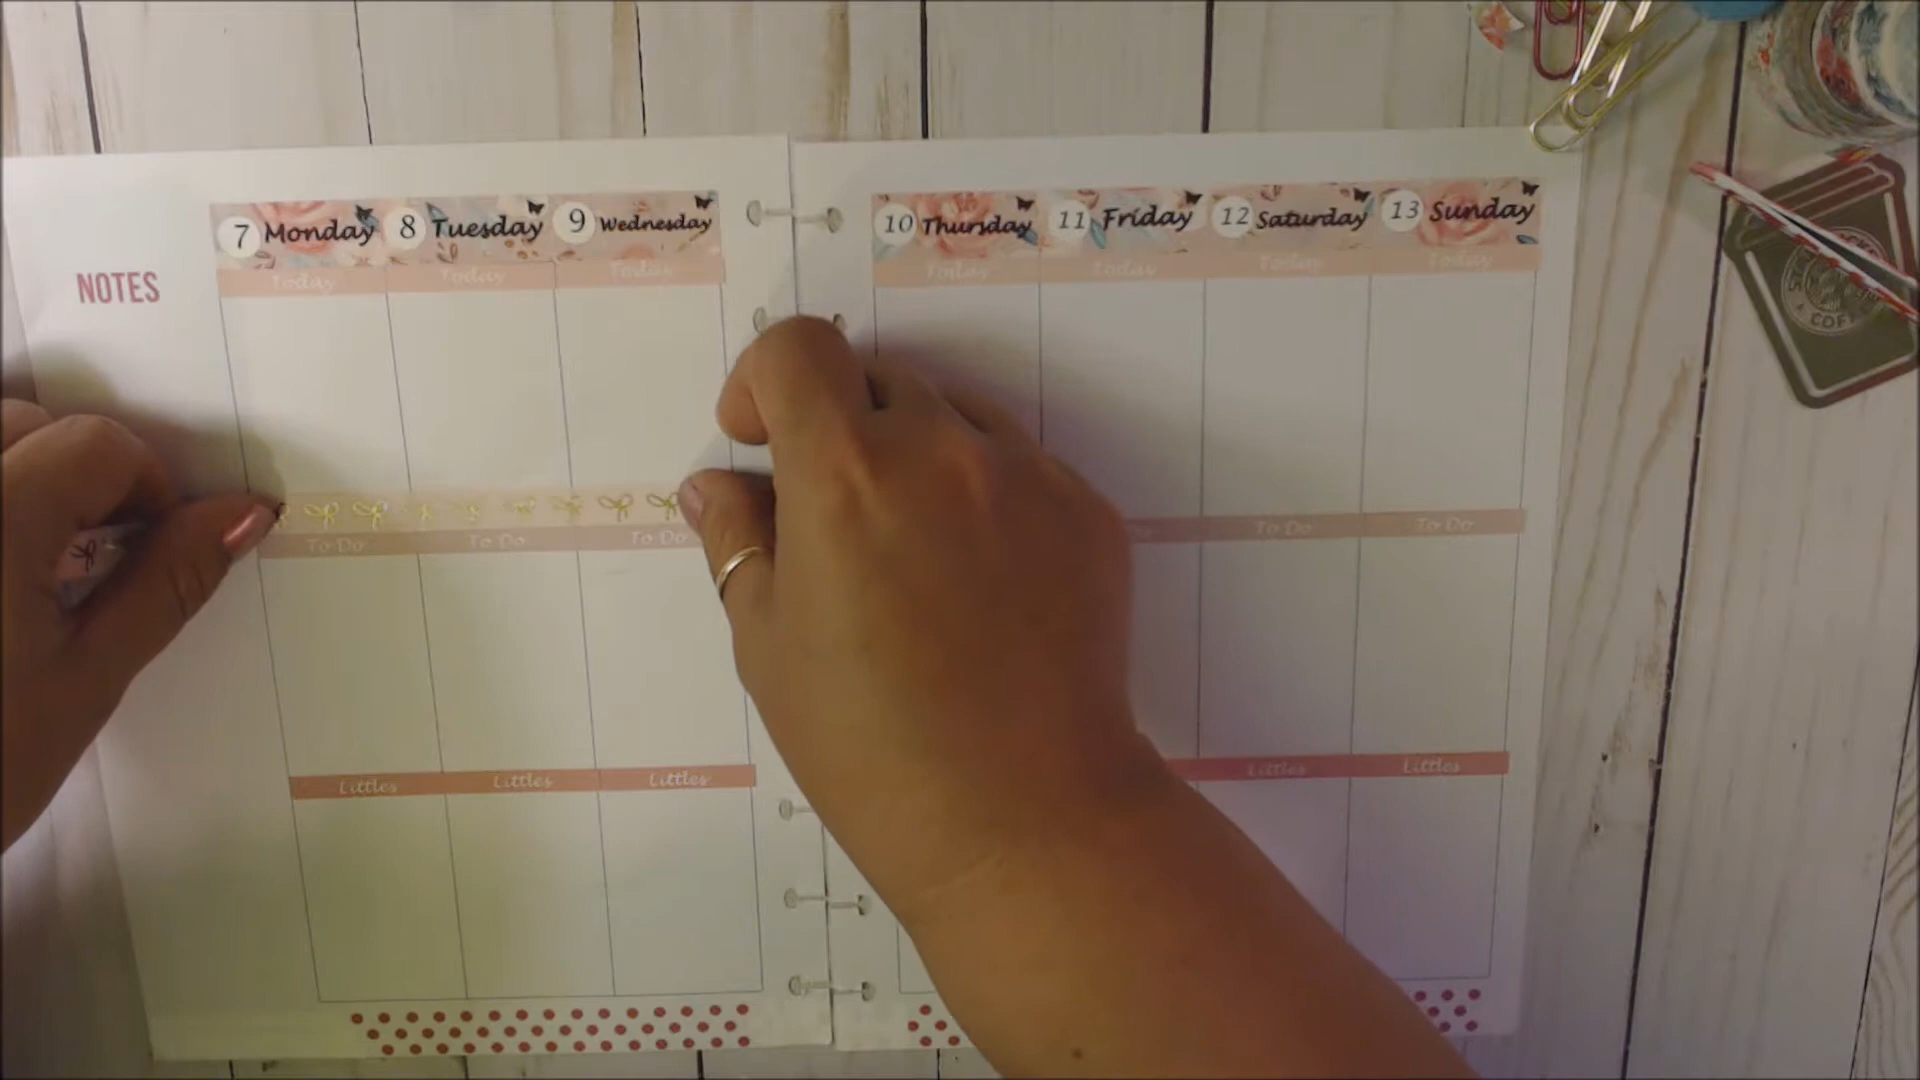 7 Monday 8 Tuesday 9 Wednesday 10 Thursday 11 Friday 12 Saturday 13 Sunday
Today Today Today Today Today Today Today
NOTES
To Do To Do To Do To Do To Do
Littles Littles Littles Littles Littles
COFFEE